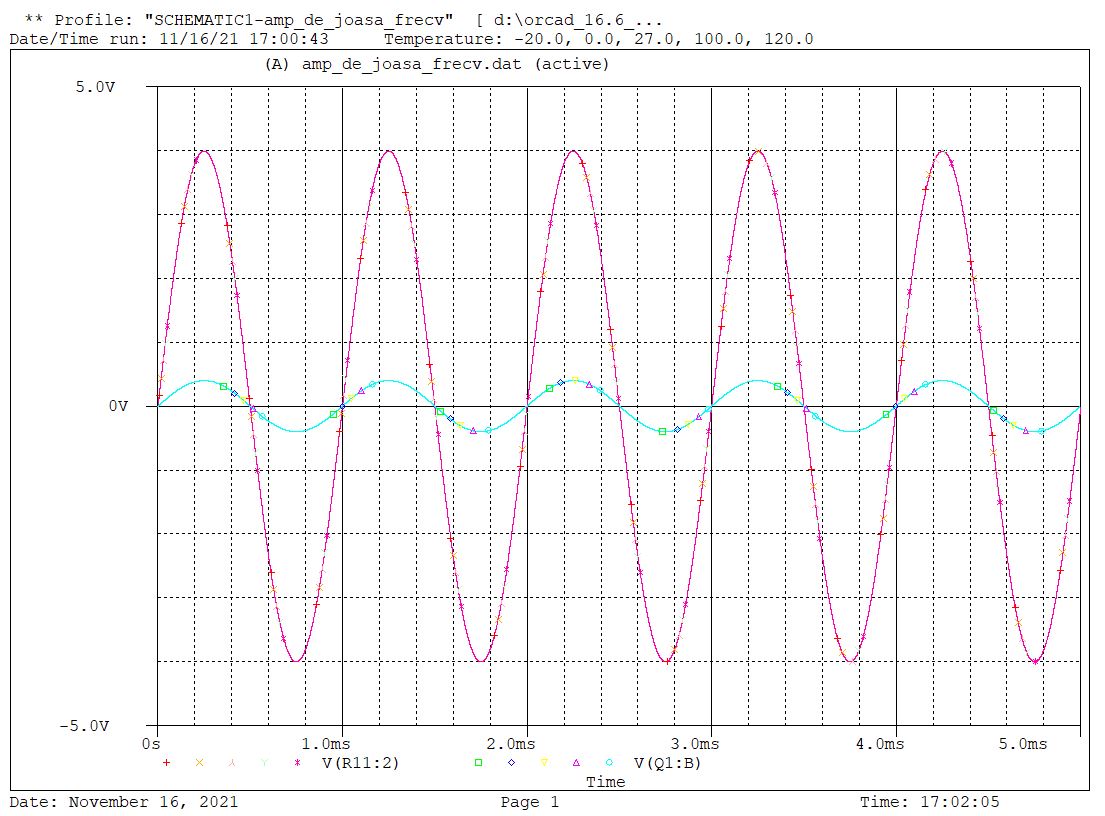 ** Profile: "SCHEMATIC1-amp_de_joasa_frecv" [ d:\orcad_16.6_...
Date/Time run: 11/16/21 17:00:43 Temperature: -20.0, 0.0, 27.0, 100.0, 120.0
(A) amp_de_joasa_frecv.dat (active)
5.0V
0V
-5.0V
0s 1.0ms 2.0ms 3.0ms 4.0ms 5.0ms
V(R11:2) V(Q1:B)
Time
Date: November 16, 2021 Page 1 Time: 17:02:05